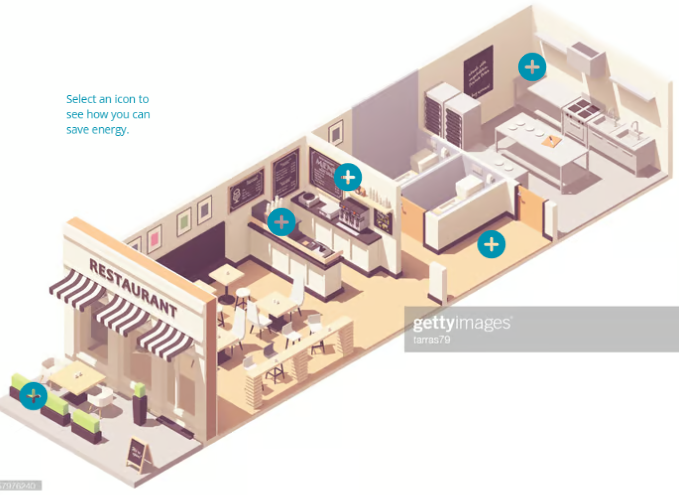 Select an icon to
see how you can
save energy.
RESTAURANT
gettyimages®
tarras79